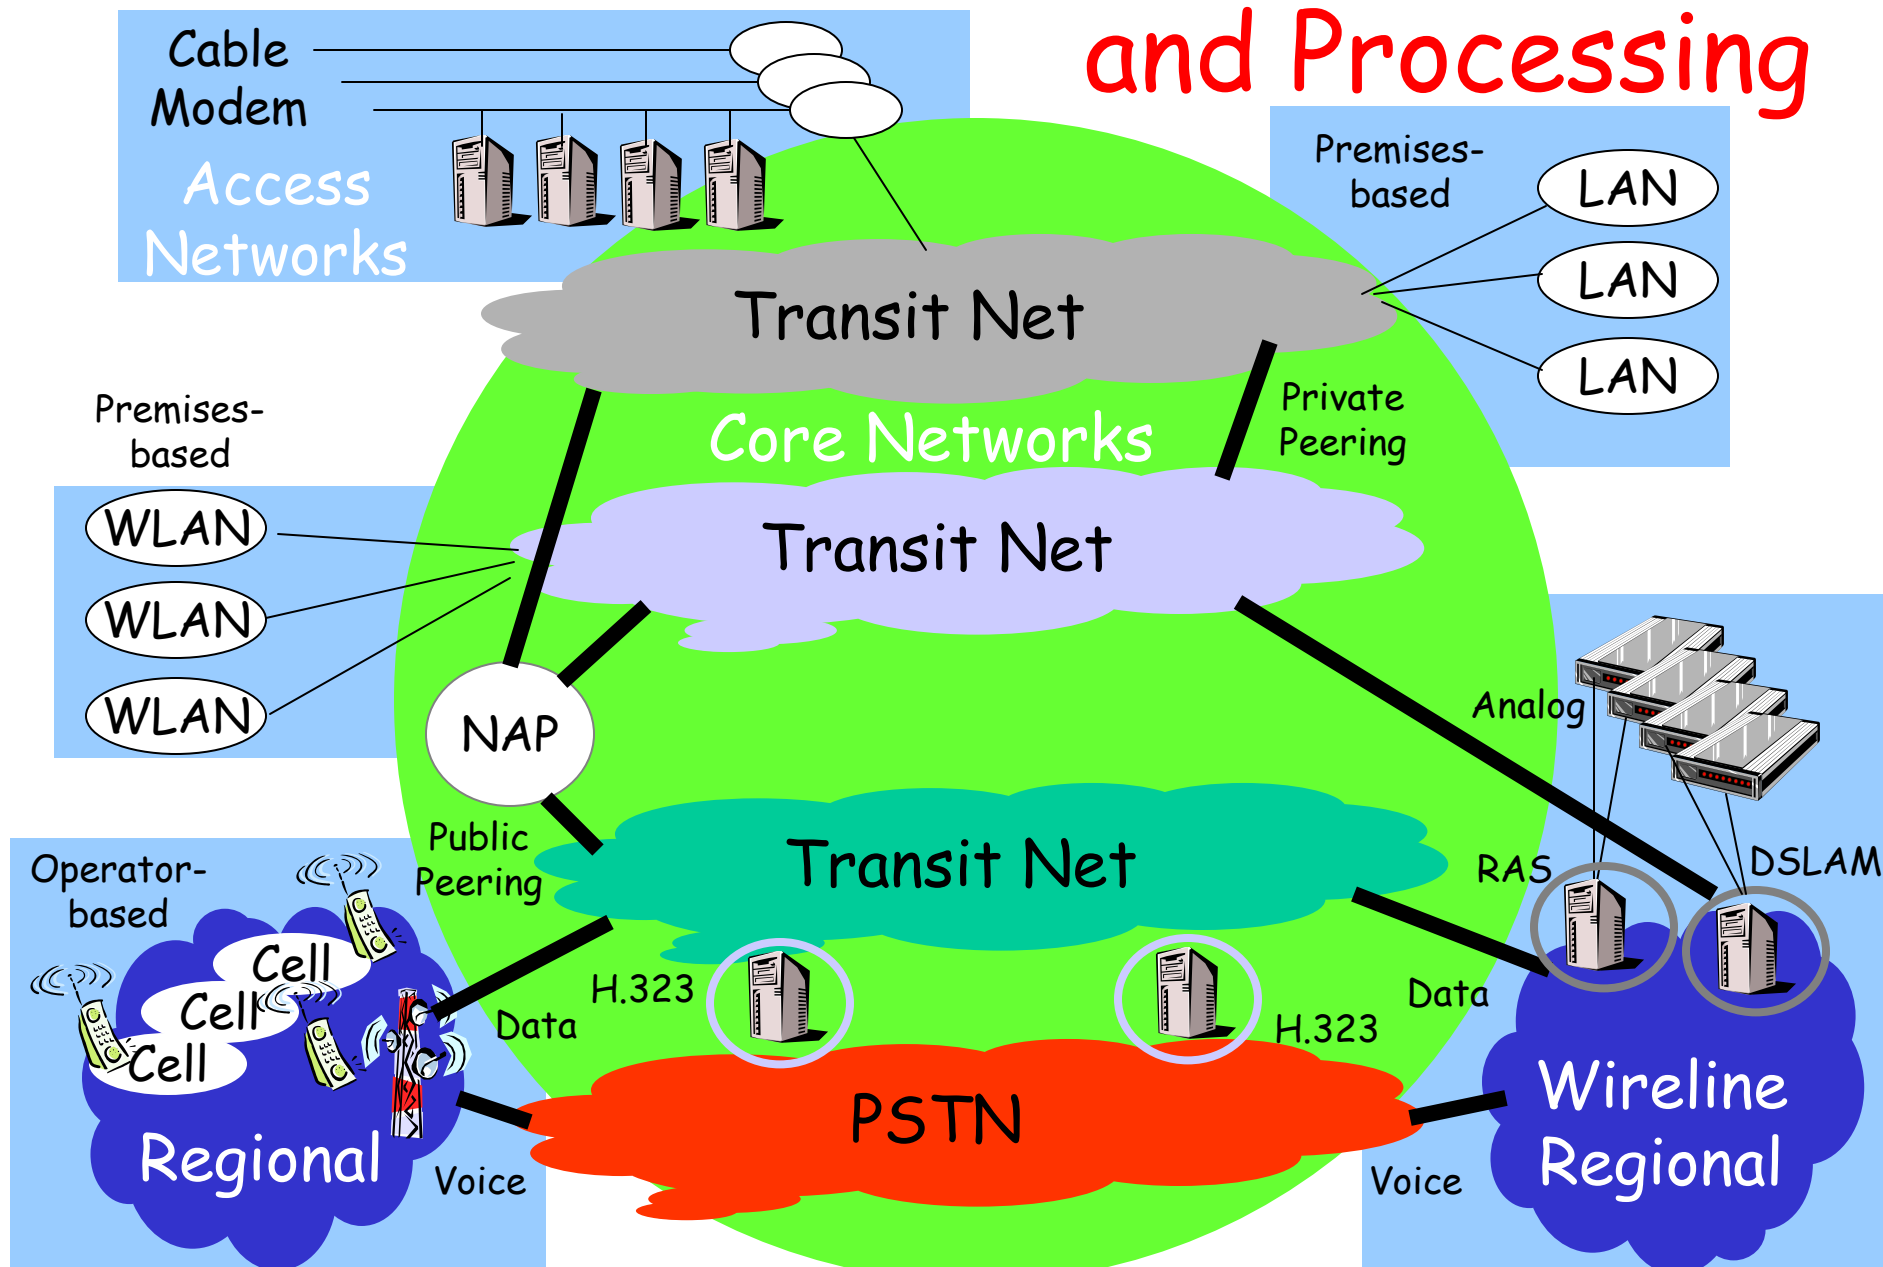 and Processing
Cable
Modem
Access
Networks
Premises-
based
LAN
LAN
LAN
Transit Net
Private
Peering
Core Networks
Premises-
based
WLAN
WLAN
WLAN
Transit Net
NAP
Analog
Public
Peering
Transit Net
RAS
DSLAM
Operator-
based
Cell
Cell
Cell
H.323
Data
H.323
Data
PSTN
Wireline
Regional
Regional
Voice
Voice